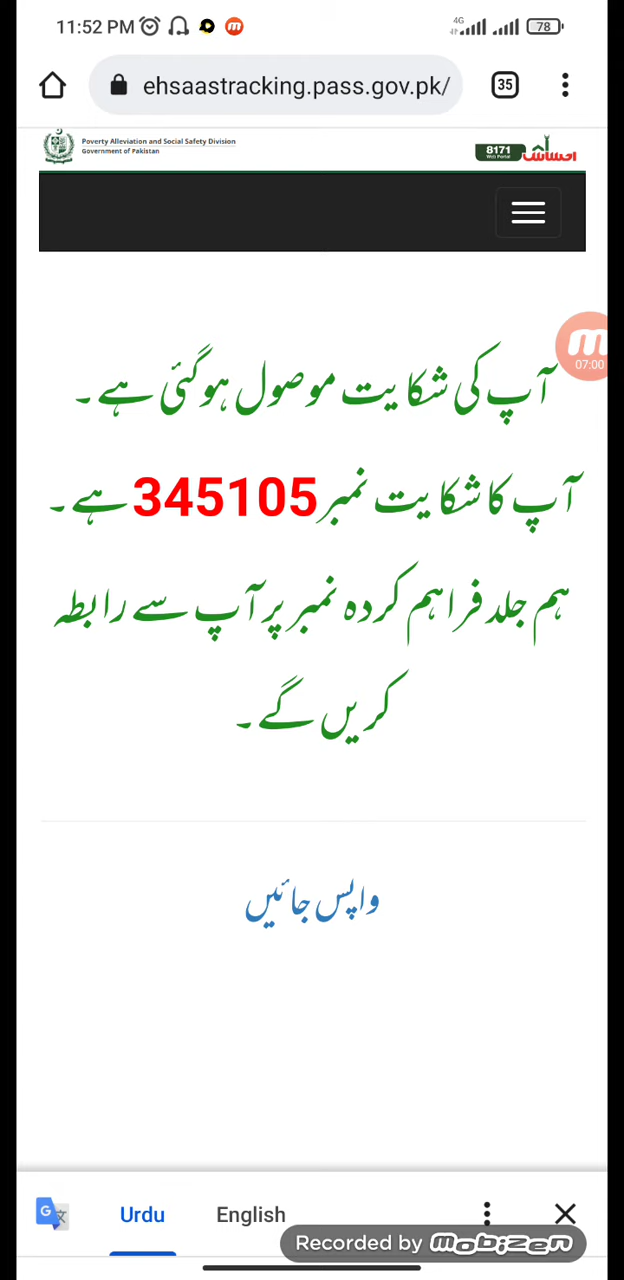 11:52 PM
4G
78
ehsaastracking.pass.gov.pk/
35
Poverty Alleviation and Social Safety Division
Government of Pakistan
8171
Web Portal
احساس
07:00
آپ کی شکایت موصول ہوگئی ہے۔
آپ کا شکایت نمبر 345105 ہے۔
ہم جلد فراہم کردہ نمبر پر آپ سے رابطہ
کریں گے۔
واپس جائیں
Urdu
English
Recorded by mobizen